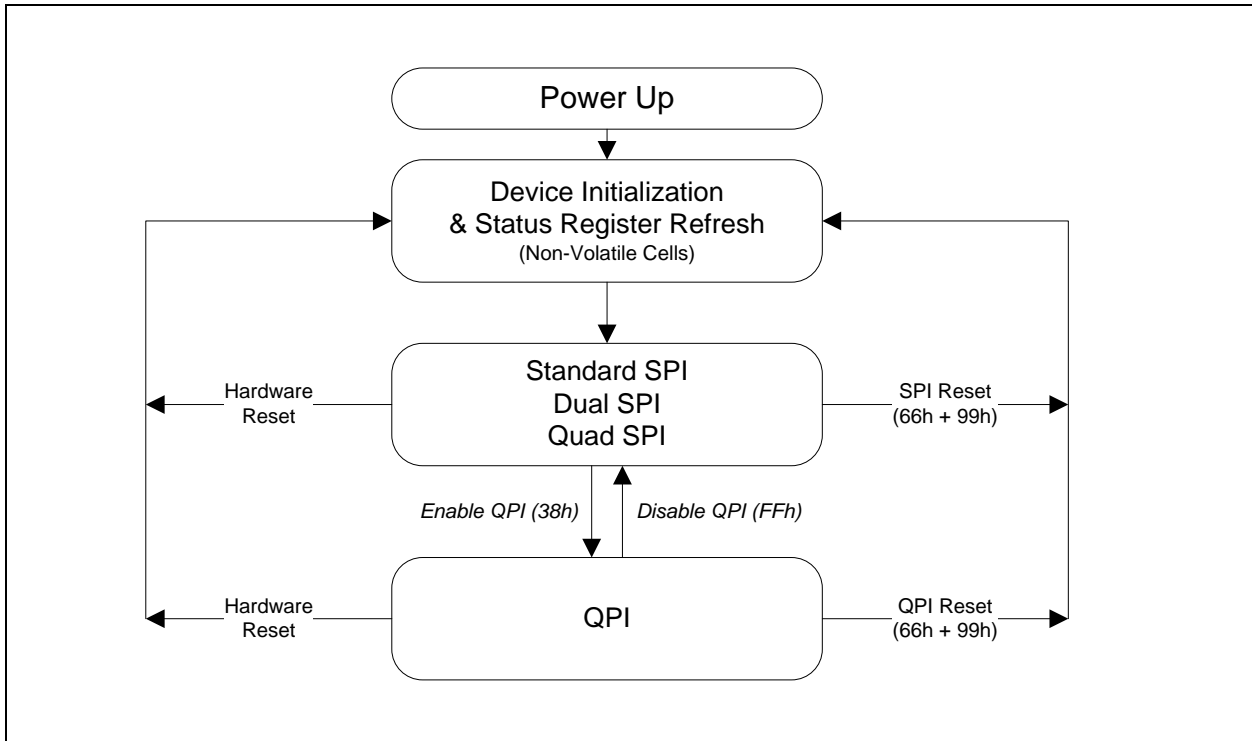 Power Up
Device Initialization
& Status Register Refresh
(Non-Volatile Cells)
Standard SPI
Dual SPI
Quad SPI
Hardware
Reset
SPI Reset
(66h + 99h)
Enable QPI (38h)
Disable QPI (FFh)
QPI
Hardware
Reset
QPI Reset
(66h + 99h)